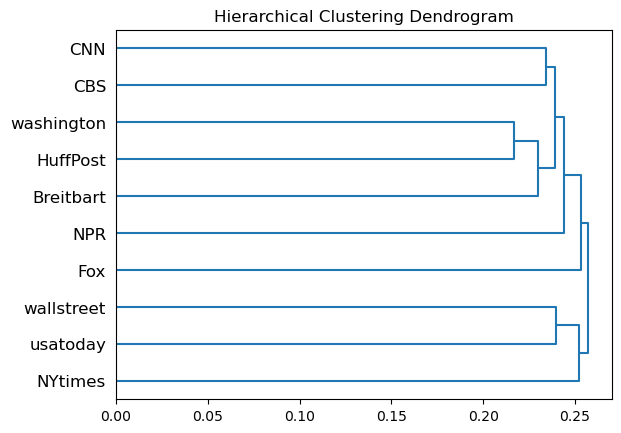 Hierarchical Clustering Dendrogram
CNN
CBS
washington
HuffPost
Breitbart
NPR
Fox
wallstreet
usatoday
NYtimes
0.00 0.05 0.10 0.15 0.20 0.25